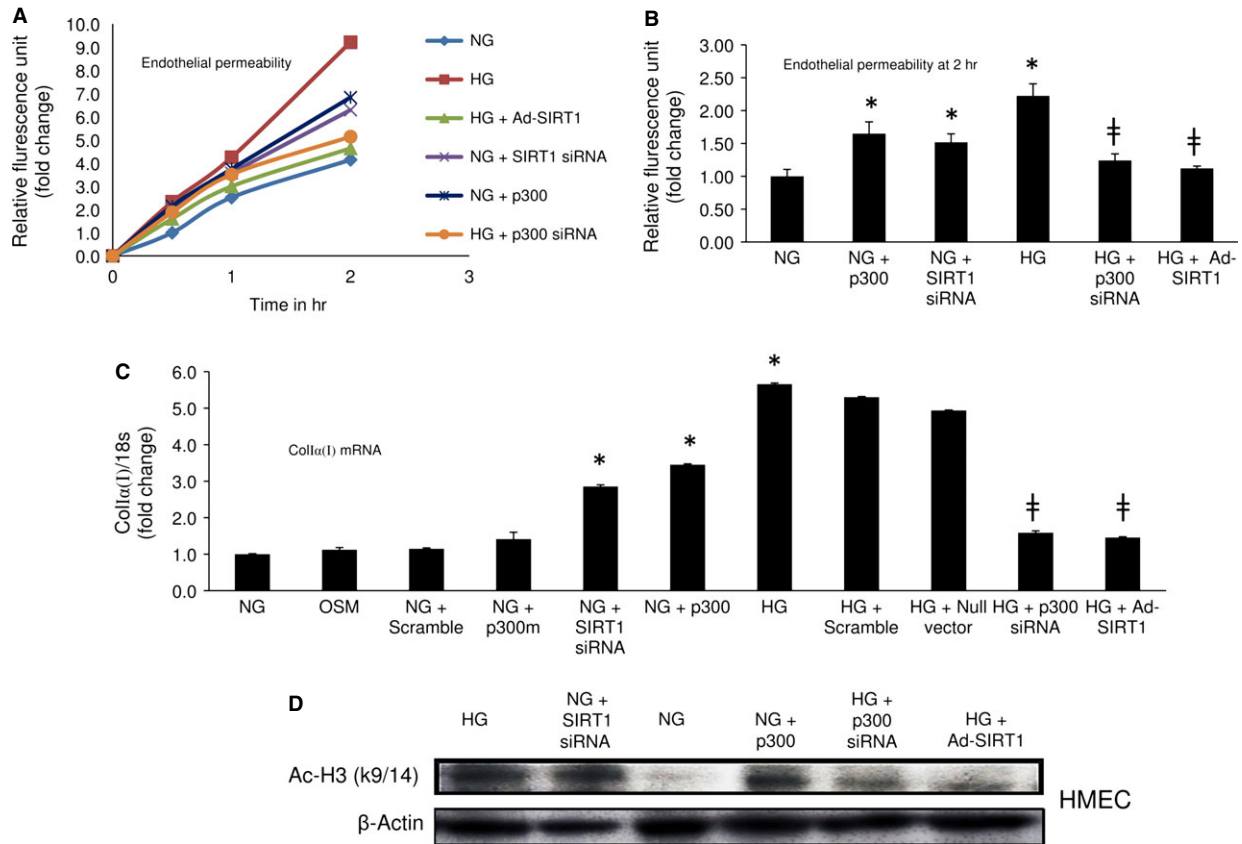 A
Relative flurescence unit
(fold change)
10.0
9.0
8.0
7.0
6.0
5.0
4.0
3.0
2.0
1.0
0.0
Endothelial permeability
0
1
2
3
Time in hr
NG
HG
HG + Ad-SIRT1
NG + SIRT1 siRNA
NG + p300
HG + p300 siRNA
B
Relative flurescence unit
(fold change)
3.00
2.50
2.00
1.50
1.00
0.50
0.00
Endothelial permeability at 2 hr
*
*
*
ǂ
ǂ
NG
NG +
p300
NG +
SIRT1
siRNA
HG
HG +
p300
siRNA
HG + Ad-
SIRT1
C
CollIα(I)/18s
(fold change)
6.0
5.0
4.0
3.0
2.0
1.0
0.0
CollIα(I) mRNA
*
*
*
ǂ
ǂ
NG
OSM
NG +
Scramble
NG +
p300m
NG +
SIRT1
siRNA
NG + p300
HG
HG +
Scramble
HG + Null
vector
HG + p300
siRNA
HG + Ad-
SIRT1
D
HG
NG +
SIRT1
siRNA
NG
NG +
p300
HG +
p300
siRNA
HG +
Ad-SIRT1
Ac-H3 (k9/14)
β-Actin
HMEC